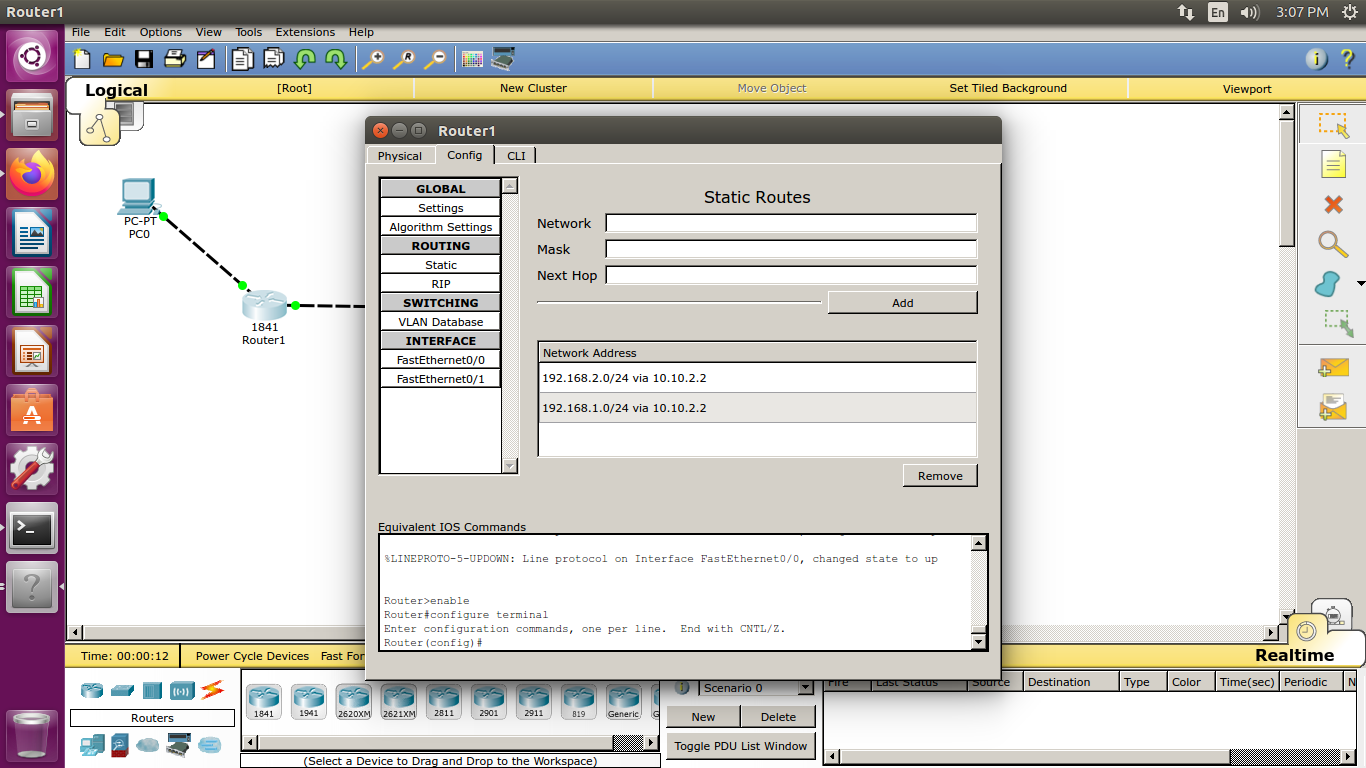 Router1
En
3:07 PM
File Edit Options View Tools Extensions Help
Logical
[Root]
New Cluster
Move Object
Set Tiled Background
Viewport
PC-PT
PC0
1841
Router1
Router1
Physical Config CLI
GLOBAL
Settings
Algorithm Settings
ROUTING
Static
RIP
SWITCHING
VLAN Database
INTERFACE
FastEthernet0/0
FastEthernet0/1
Static Routes
Network
Mask
Next Hop
Add
Network Address
192.168.2.0/24 via 10.10.2.2
192.168.1.0/24 via 10.10.2.2
Remove
Equivalent IOS Commands
%LINEPROTO-5-UPDOWN: Line protocol on Interface FastEthernet0/0, changed state to up
Router>enable
Router#configure terminal
Enter configuration commands, one per line.  End with CNTL/Z.
Router(config)#
Time: 00:00:12
Power Cycle Devices Fast For
Realtime
Routers
1841 1941 2620XM 2621XM 2811 2901 2911 819 Generic G
(Select a Device to Drag and Drop to the Workspace)
Scenario 0
New Delete
Toggle PDU List Window
Fire Last Status Source Destination Type Color Time(sec) Periodic N